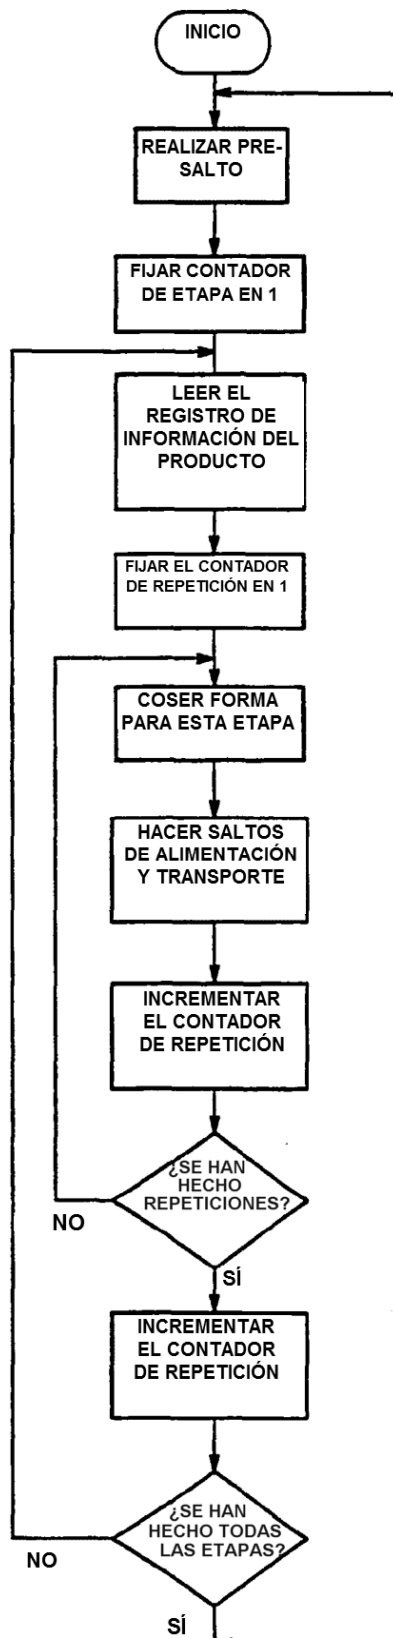 INICIO
REALIZAR PRE-
SALTO
FIJAR CONTADOR
DE ETAPA EN 1
LEER EL
REGISTRO DE
INFORMACIÓN DEL
PRODUCTO
FIJAR EL CONTADOR
DE REPETICIÓN EN 1
COSER FORMA
PARA ESTA ETAPA
HACER SALTOS
DE ALIMENTACIÓN
Y TRANSPORTE
INCREMENTAR
EL CONTADOR
DE REPETICIÓN
¿SE HAN
HECHO
REPETICIONES?
NO
SÍ
INCREMENTAR
EL CONTADOR
DE REPETICIÓN
¿SE HAN
HECHO TODAS
LAS ETAPAS?
NO
SÍ